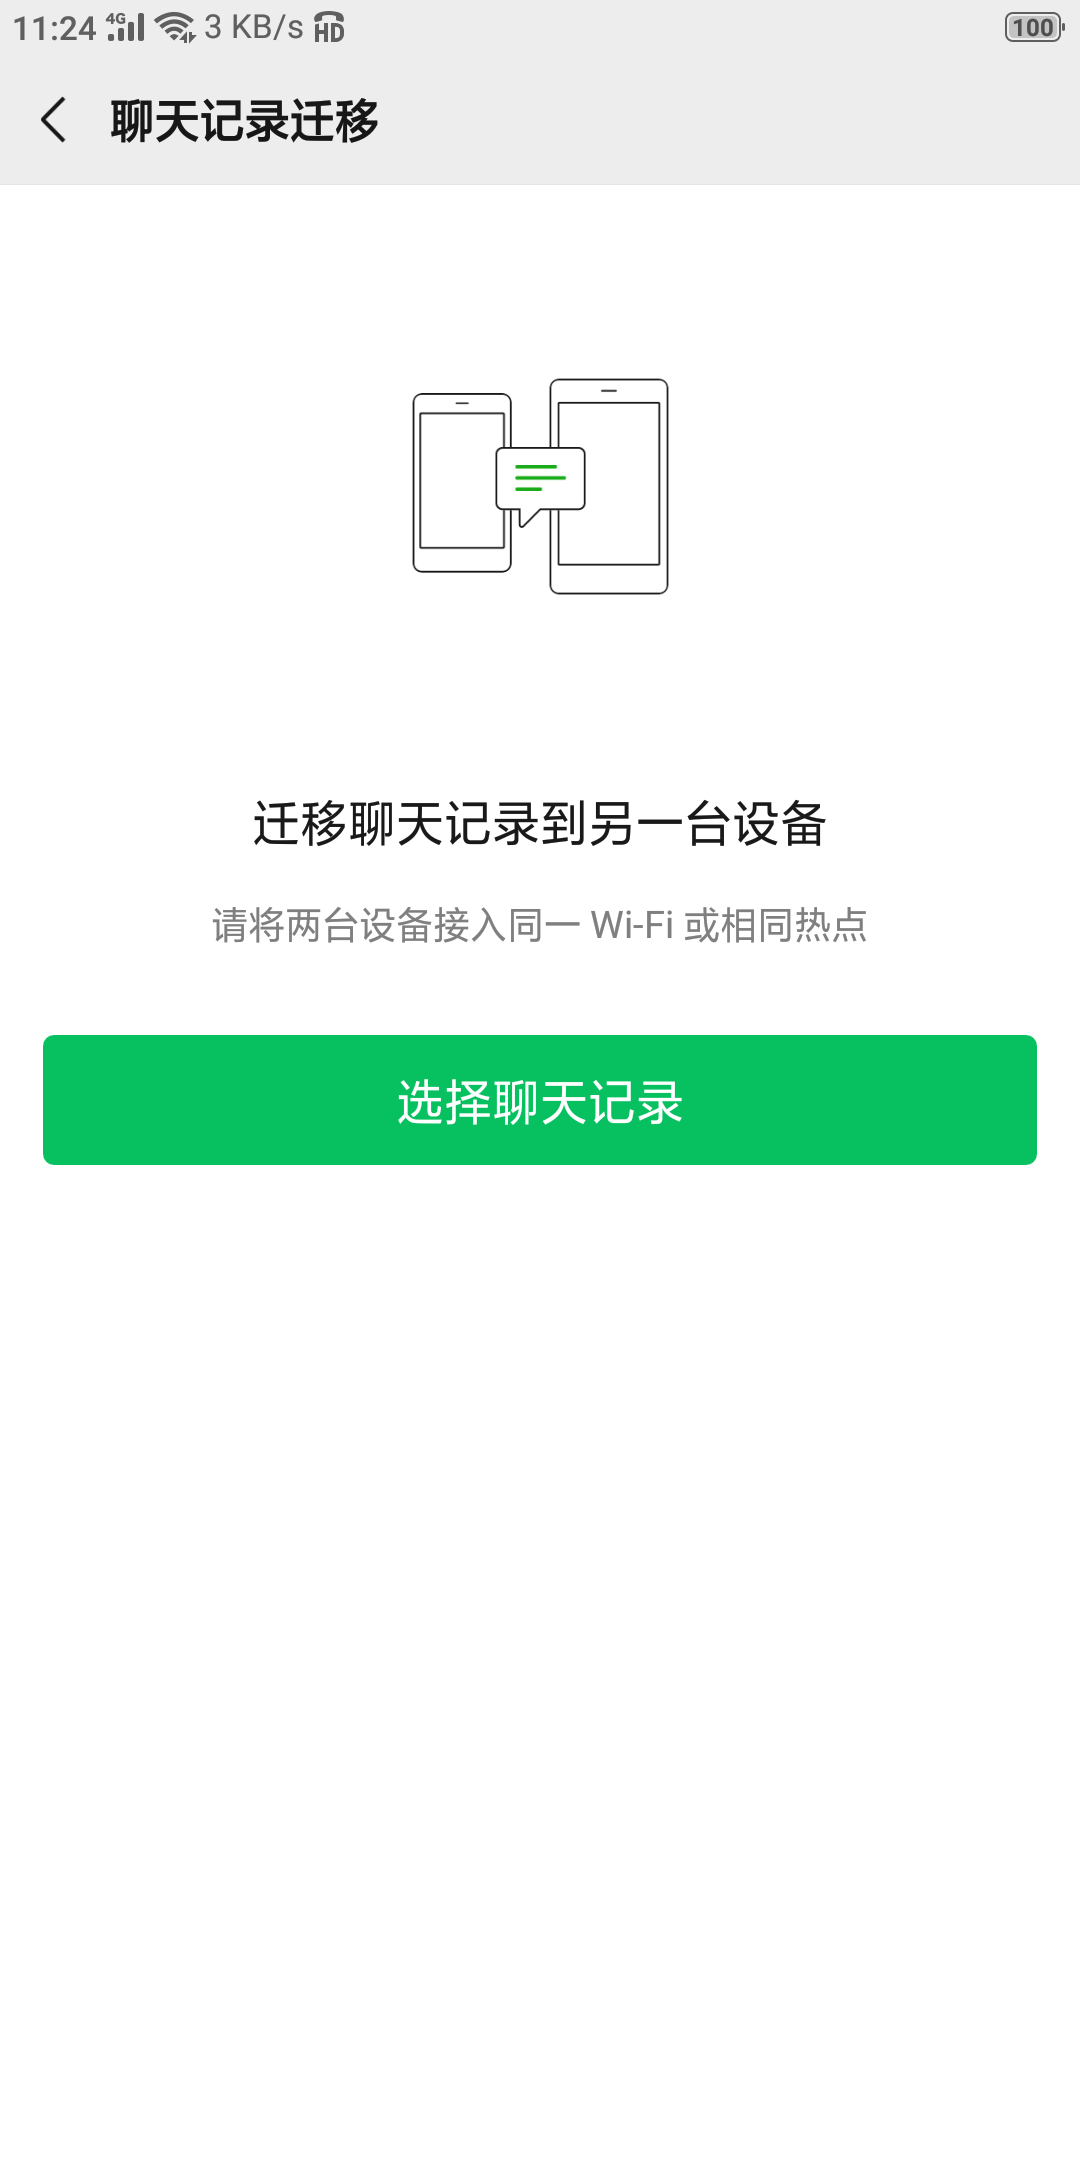 11:24 4G 3 KB/s HD 100
聊天记录迁移
迁移聊天记录到另一台设备
请将两台设备接入同一 Wi-Fi 或相同热点
选择聊天记录